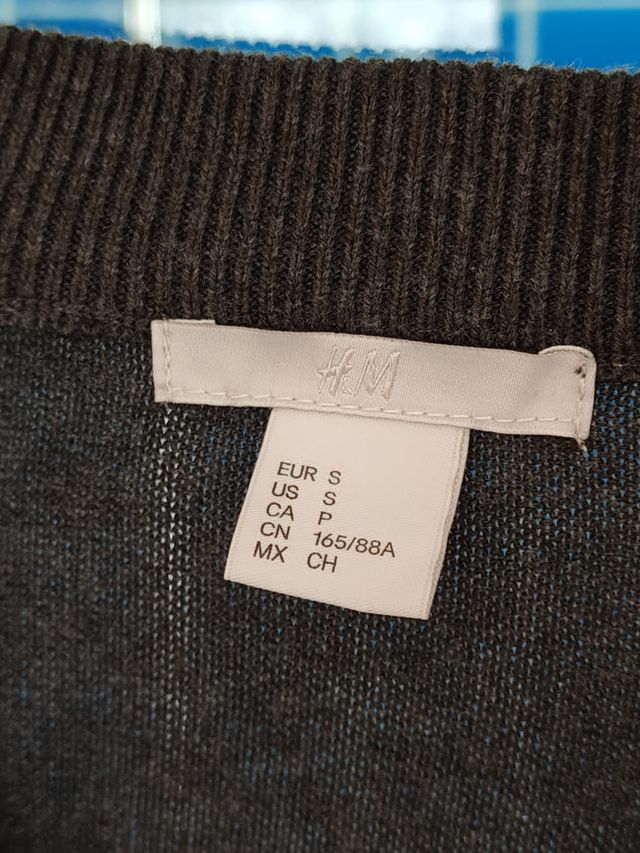 H&M
EUR S
US S
CA P
CN 165/88A
MX CH